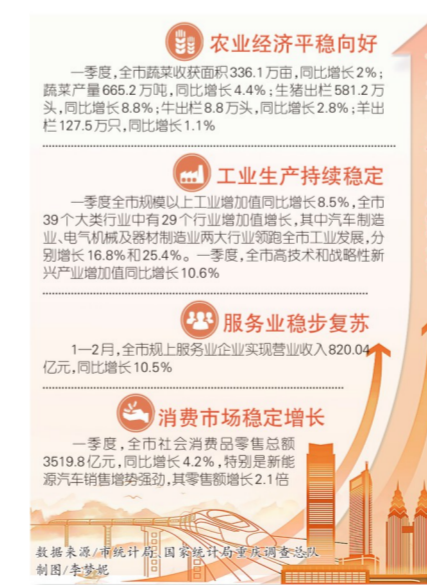 农业经济平稳向好
一季度,全市蔬菜收获面积336.1万亩,同比增长2%;
蔬菜产量665.2万吨,同比增长4.4%;生猪出栏581.2万
头,同比增长8.8%;牛出栏8.8万头,同比增长2.8%;羊出
栏127.5万只,同比增长1.1%
工业生产持续稳定
一季度全市规模以上工业增加值同比增长8.5%,全市
39个大类行业中有29个行业增加值增长,其中汽车制造
业、电气机械及器材制造业两大行业领跑全市工业发展,分
别增长16.8%和25.4%。一季度,全市高技术和战略性新
兴产业增加值同比增长10.6%
服务业稳步复苏
1—2月,全市规上服务业企业实现营业收入820.04
亿元,同比增长10.5%
消费市场稳定增长
一季度,全市社会消费品零售总额
3519.8亿元,同比增长4.2%,特别是新能
源汽车销售增势强劲,其零售额增长2.1倍
数据来源/市统计局、国家统计局重庆调查总队
制图/李梦妮